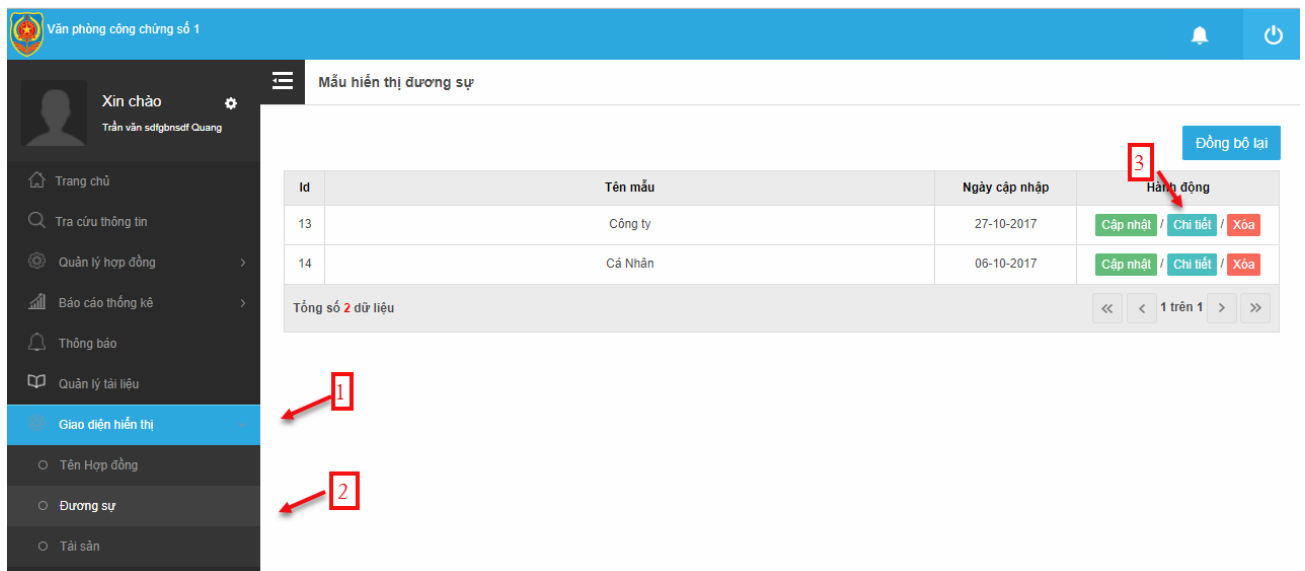 Văn phòng công chứng số 1
Xin chào
Trần văn sdfgbnsdf Quang
Mẫu hiển thị đương sự
Đồng bộ lại
3
Trang chủ
Tra cứu thông tin
Quản lý hợp đồng
Báo cáo thống kê
Thông báo
Quản lý tài liệu
Giao diện hiển thị
Tên Hợp đồng
Đương sự
Tài sản
Id Tên mẫu Ngày cập nhập Hành động
13 Công ty 27-10-2017 Cập nhật / Chi tiết / Xóa
14 Cá Nhân 06-10-2017 Cập nhật / Chi tiết / Xóa
Tổng số 2 dữ liệu
1 trên 1
1
2